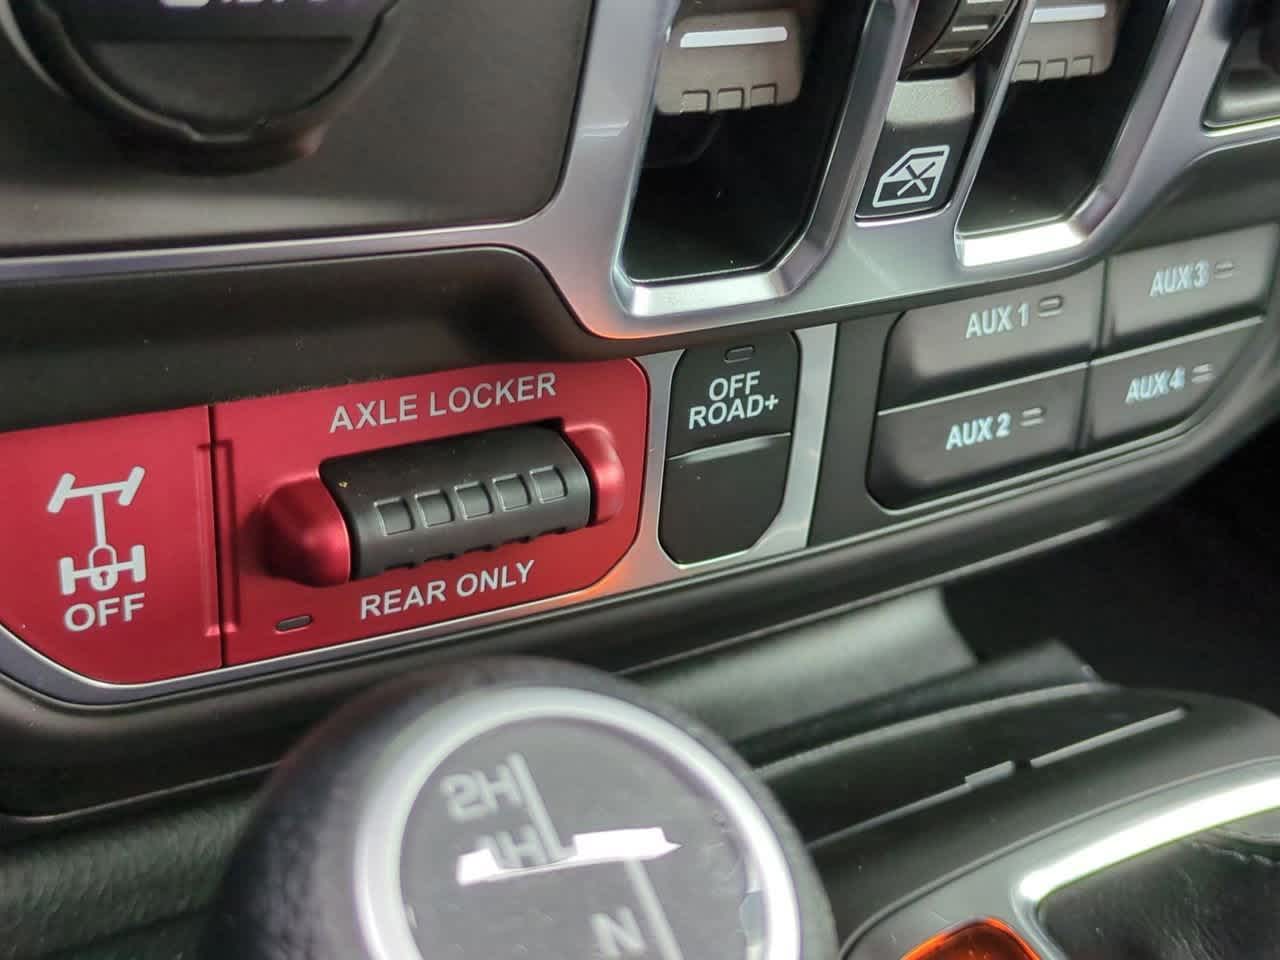 AXLE LOCKER
REAR ONLY
OFF
OFF
ROAD+
AUX 1
AUX 2
AUX 3
AUX 4
2H
4H
N